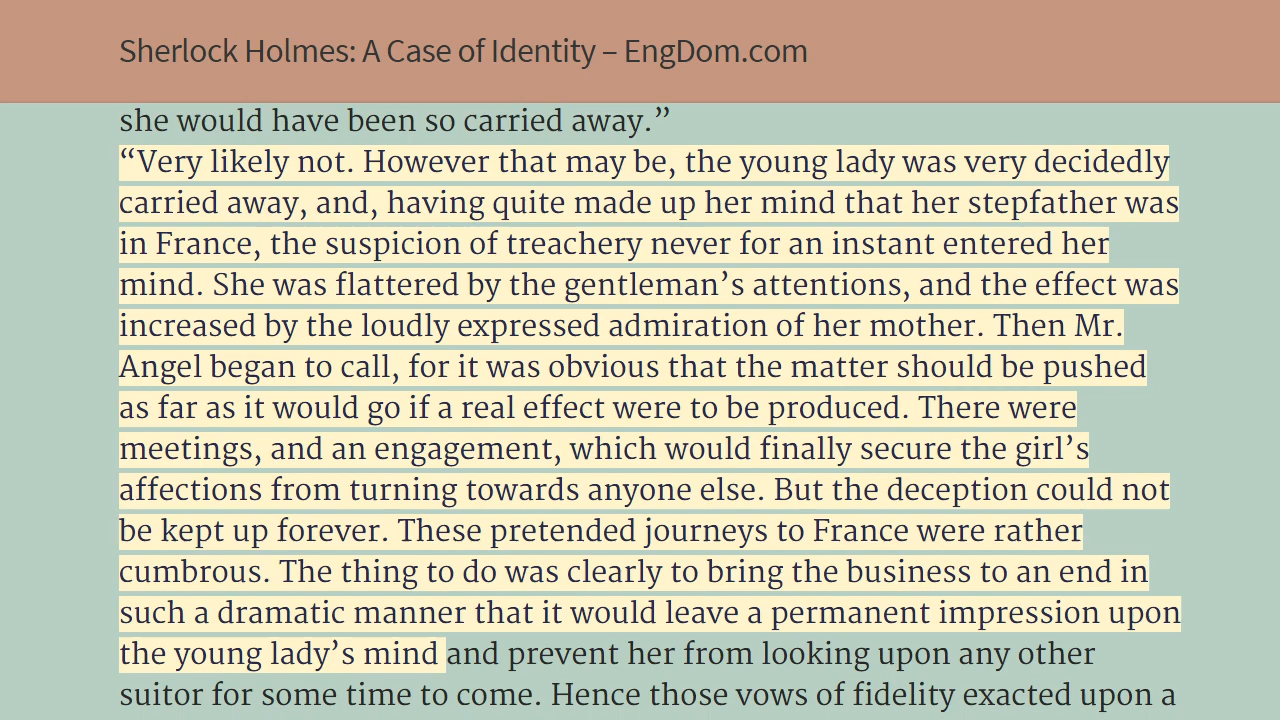 Sherlock Holmes: A Case of Identity – EngDom.com
she would have been so carried away.”
“Very likely not. However that may be, the young lady was very decidedly
carried away, and, having quite made up her mind that her stepfather was
in France, the suspicion of treachery never for an instant entered her
mind. She was flattered by the gentleman’s attentions, and the effect was
increased by the loudly expressed admiration of her mother. Then Mr.
Angel began to call, for it was obvious that the matter should be pushed
as far as it would go if a real effect were to be produced. There were
meetings, and an engagement, which would finally secure the girl’s
affections from turning towards anyone else. But the deception could not
be kept up forever. These pretended journeys to France were rather
cumbrous. The thing to do was clearly to bring the business to an end in
such a dramatic manner that it would leave a permanent impression upon
the young lady’s mind and prevent her from looking upon any other
suitor for some time to come. Hence those vows of fidelity exacted upon a